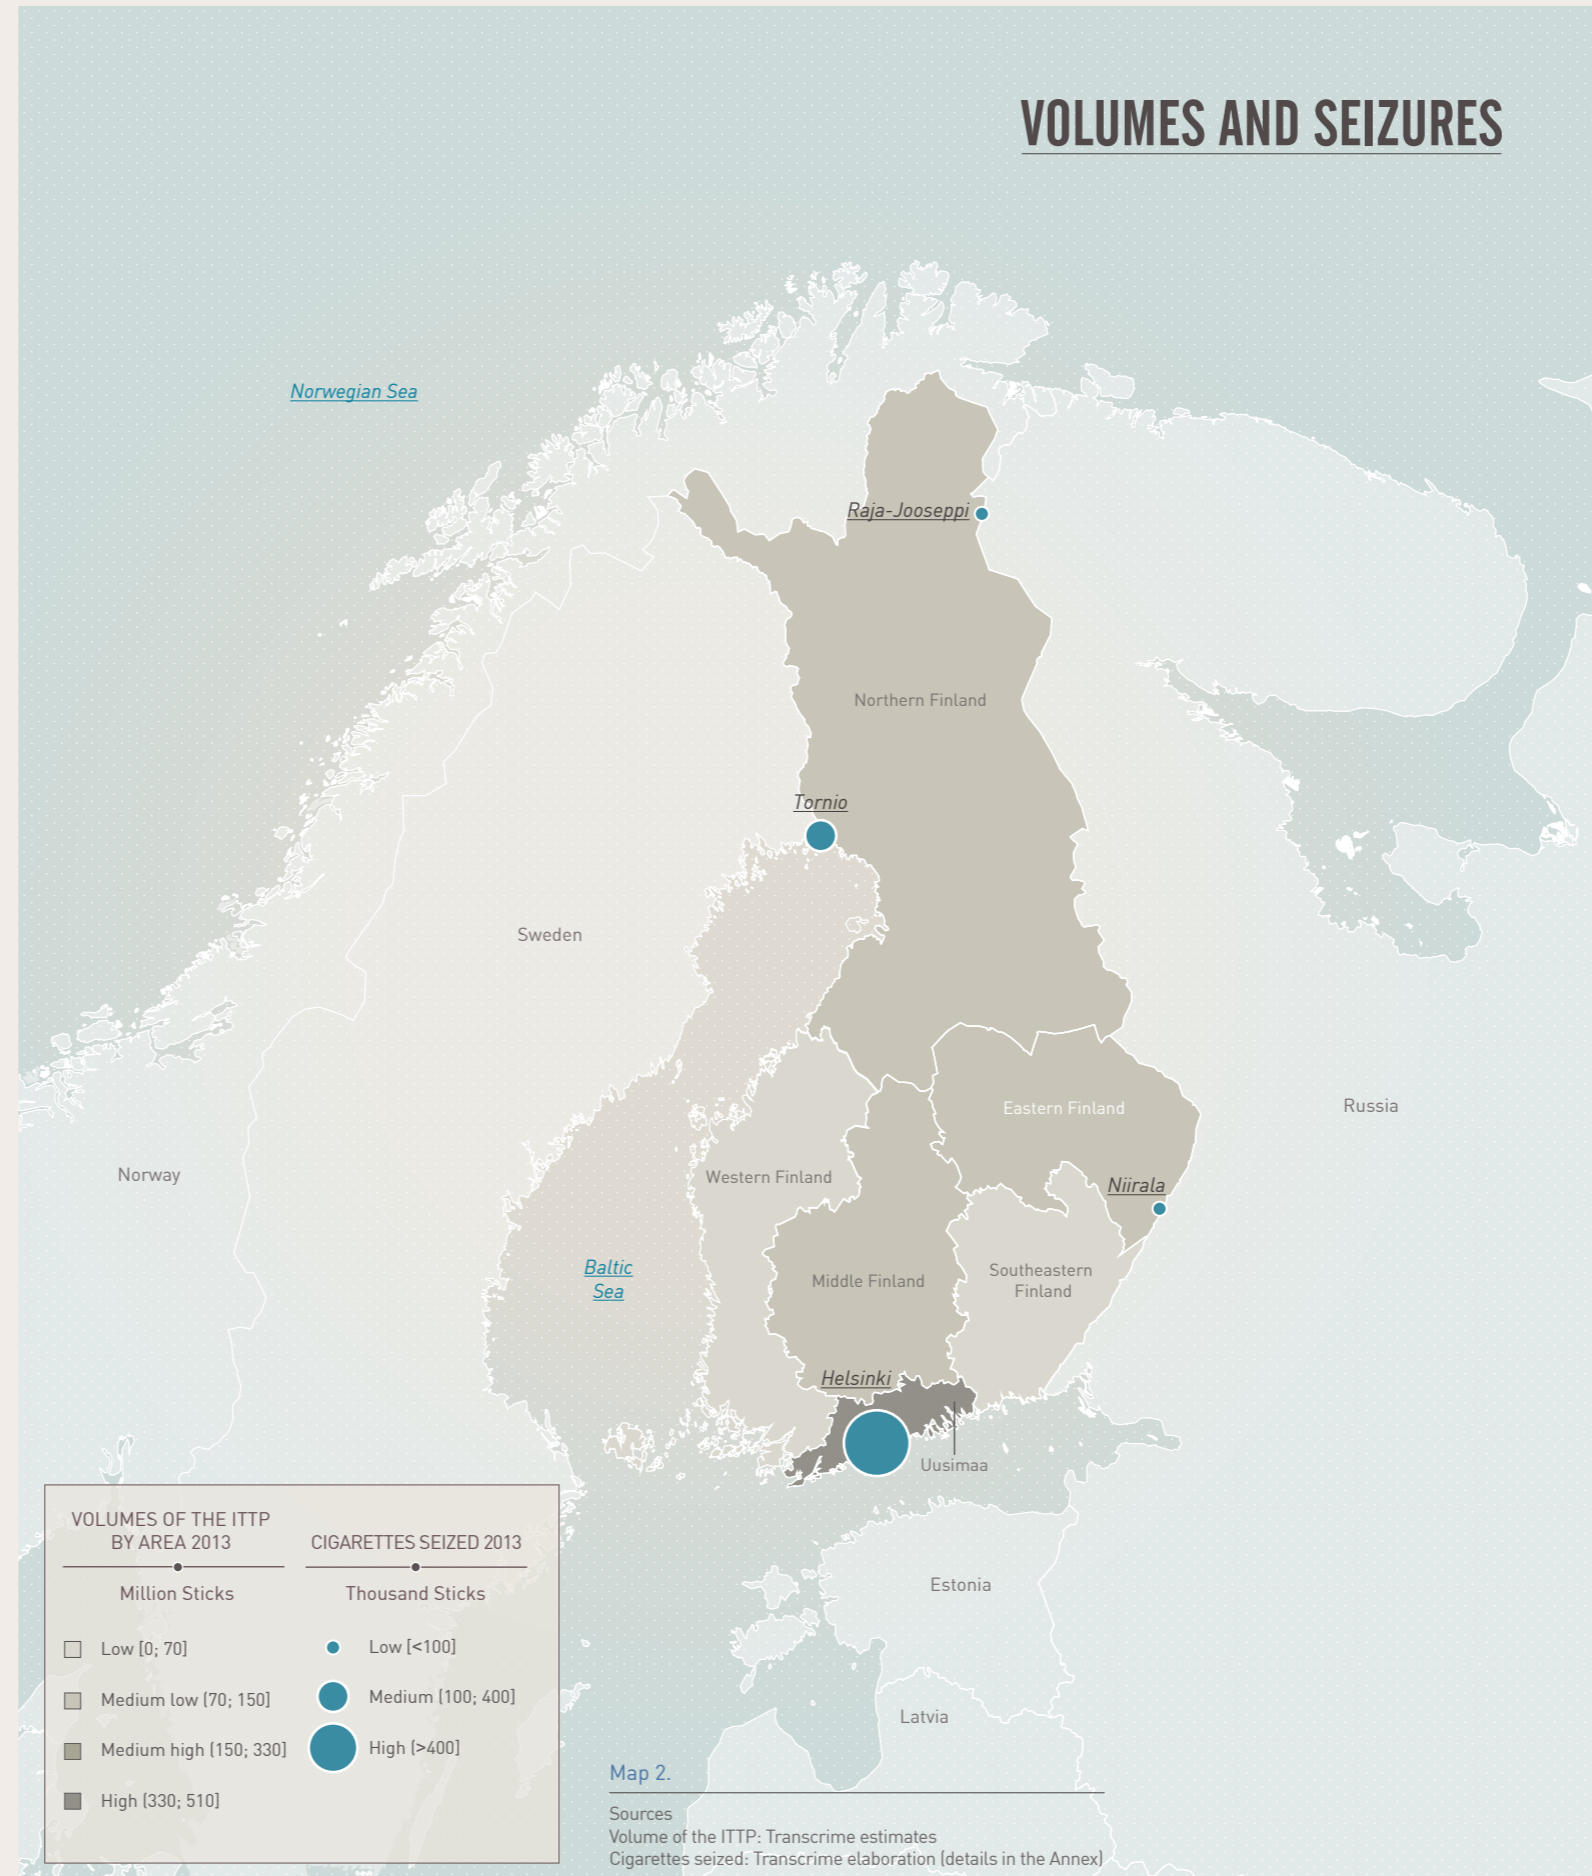 VOLUMES AND SEIZURES
Norwegian Sea
Raja-Jooseppi
Northern Finland
Tornio
Sweden
Eastern Finland
Russia
Norway
Western Finland
Niirala
Baltic
Sea
Middle Finland
Southeastern
Finland
Helsinki
Uusimaa
Estonia
Latvia
VOLUMES OF THE ITTP
BY AREA 2013
Million Sticks
Low [0; 70]
Medium low (70; 150]
Medium high (150; 330]
High (330; 510]
CIGARETTES SEIZED 2013
Thousand Sticks
Low [<100]
Medium (100; 400]
High (>400]
Map 2.
Sources
Volume of the ITTP: Transcrime estimates
Cigarettes seized: Transcrime elaboration (details in the Annex)